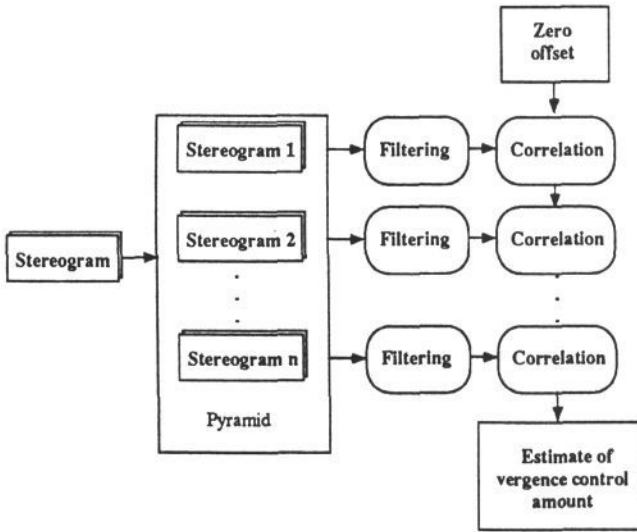 Zero
offset
Stereogram 1
Filtering
Correlation
Stereogram 2
Filtering
Correlation
Stereogram
Stereogram n
Filtering
Correlation
Pyramid
Estimate of
vergence control
amount